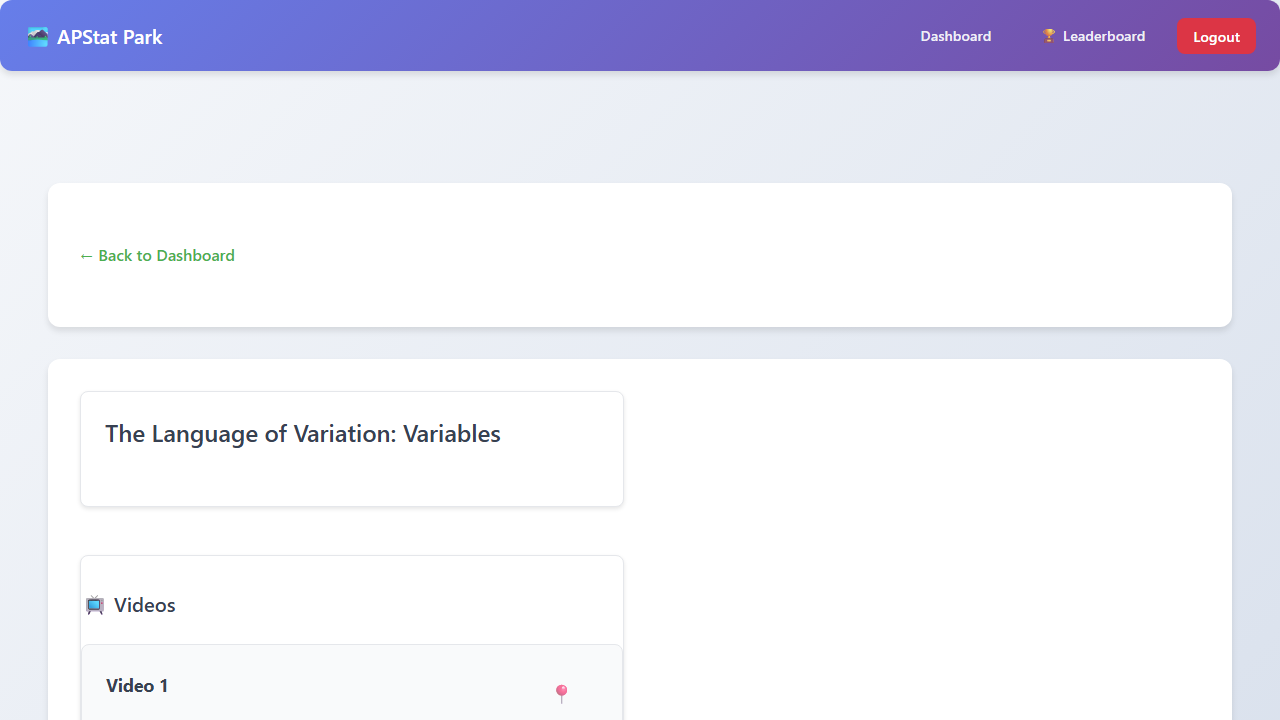 APStat Park
Dashboard
Leaderboard
Logout
← Back to Dashboard
The Language of Variation: Variables
Videos
Video 1